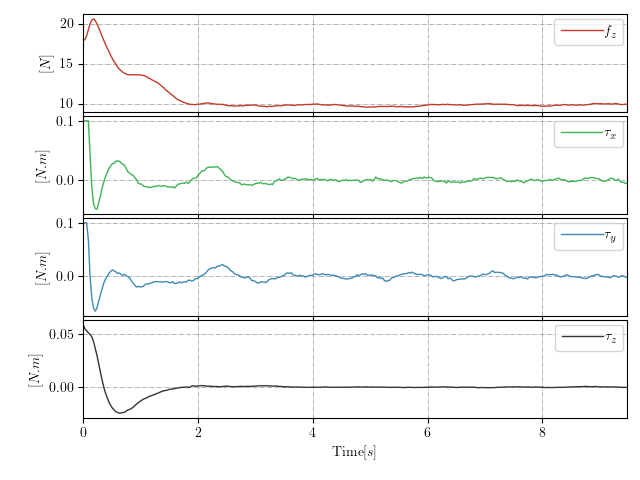 20
15
10
[N]
f_z
0.1
0.0
[N.m]
τ_x
0.1
0.0
[N.m]
τ_y
0.05
0.00
[N.m]
τ_z
0 2 4 6 8
Time[s]